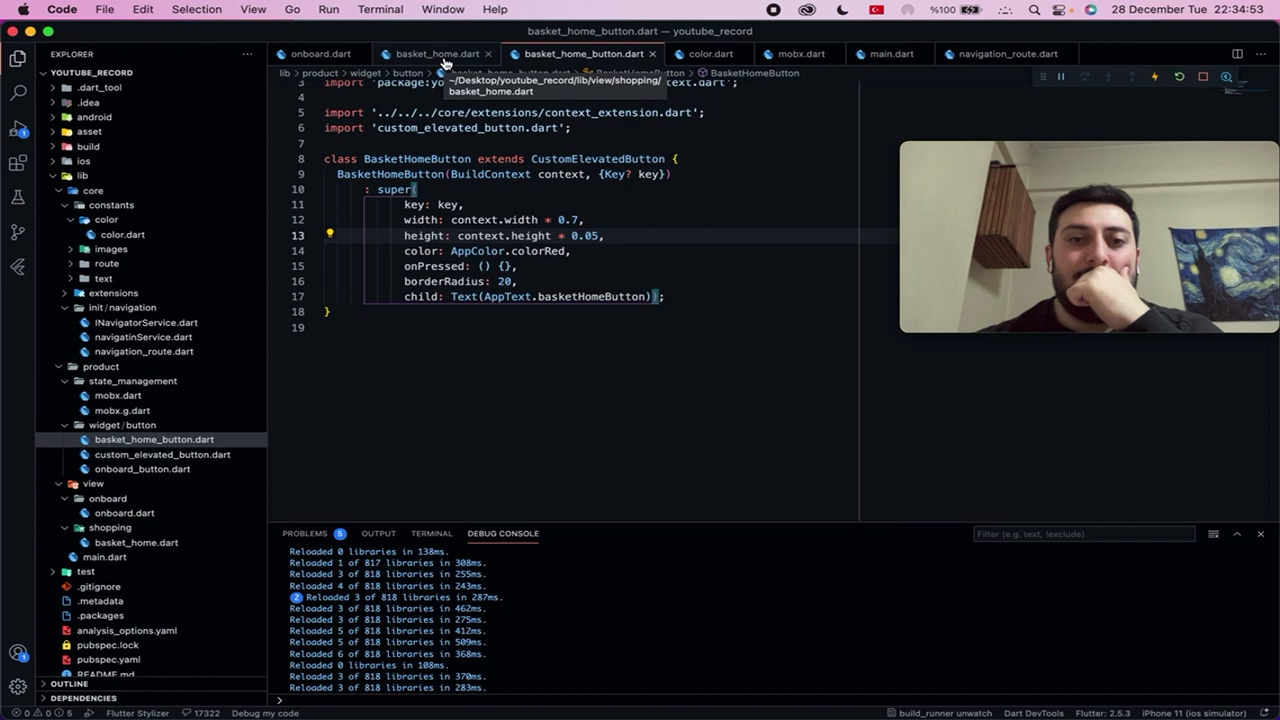 Code File Edit Selection View Go Run Terminal Window Help %100 28 December Tue 22:34:53
basket_home_button.dart — youtube_record
EXPLORER
onboard.dart basket_home.dart basket_home_button.dart color.dart mobx.dart main.dart navigation_route.dart
lib product widget button BasketHomeButton
~/Desktop/youtube_record/lib/view/shopping/
basket_home.dart
YOUTUBE_RECORD
.dart_tool
.idea
android
asset
build
ios
lib
core
constants
color
color.dart
images
route
text
extensions
init/navigation
INavigatorService.dart
navigatinService.dart
navigation_route.dart
product
state_management
mobx.dart
mobx.g.dart
widget/button
basket_home_button.dart
custom_elevated_button.dart
onboard_button.dart
view
onboard
onboard.dart
shopping
basket_home.dart
main.dart
test
.gitignore
.metadata
.packages
analysis_options.yaml
pubspec.lock
pubspec.yaml
README.md
OUTLINE
DEPENDENCIES
3
4
5 import '../../../core/extensions/context_extension.dart';
6 import 'custom_elevated_button.dart';
7
8 class BasketHomeButton extends CustomElevatedButton {
9 BasketHomeButton(BuildContext context, {Key? key})
10 : super(
11 key: key,
12 width: context.width * 0.7,
13 height: context.height * 0.05,
14 color: AppColor.colorRed,
15 onPressed: () {},
16 borderRadius: 20,
17 child: Text(AppText.basketHomeButton));
18 }
19
PROBLEMS 5 OUTPUT TERMINAL DEBUG CONSOLE Filter (e.g. text, !exclude)
Reloaded 0 libraries in 138ms.
Reloaded 1 of 817 libraries in 308ms.
Reloaded 3 of 818 libraries in 255ms.
Reloaded 4 of 818 libraries in 243ms.
2 Reloaded 3 of 818 libraries in 287ms.
Reloaded 3 of 818 libraries in 462ms.
Reloaded 3 of 818 libraries in 275ms.
Reloaded 5 of 818 libraries in 412ms.
Reloaded 5 of 818 libraries in 509ms.
Reloaded 6 of 818 libraries in 368ms.
Reloaded 0 libraries in 108ms.
Reloaded 3 of 818 libraries in 370ms.
Reloaded 3 of 818 libraries in 283ms.
>
0 0 5 Flutter Stylizer 17322 Debug my code build_runner unwatch Dart DevTools Flutter: 2.5.3 iPhone 11 (ios simulator)